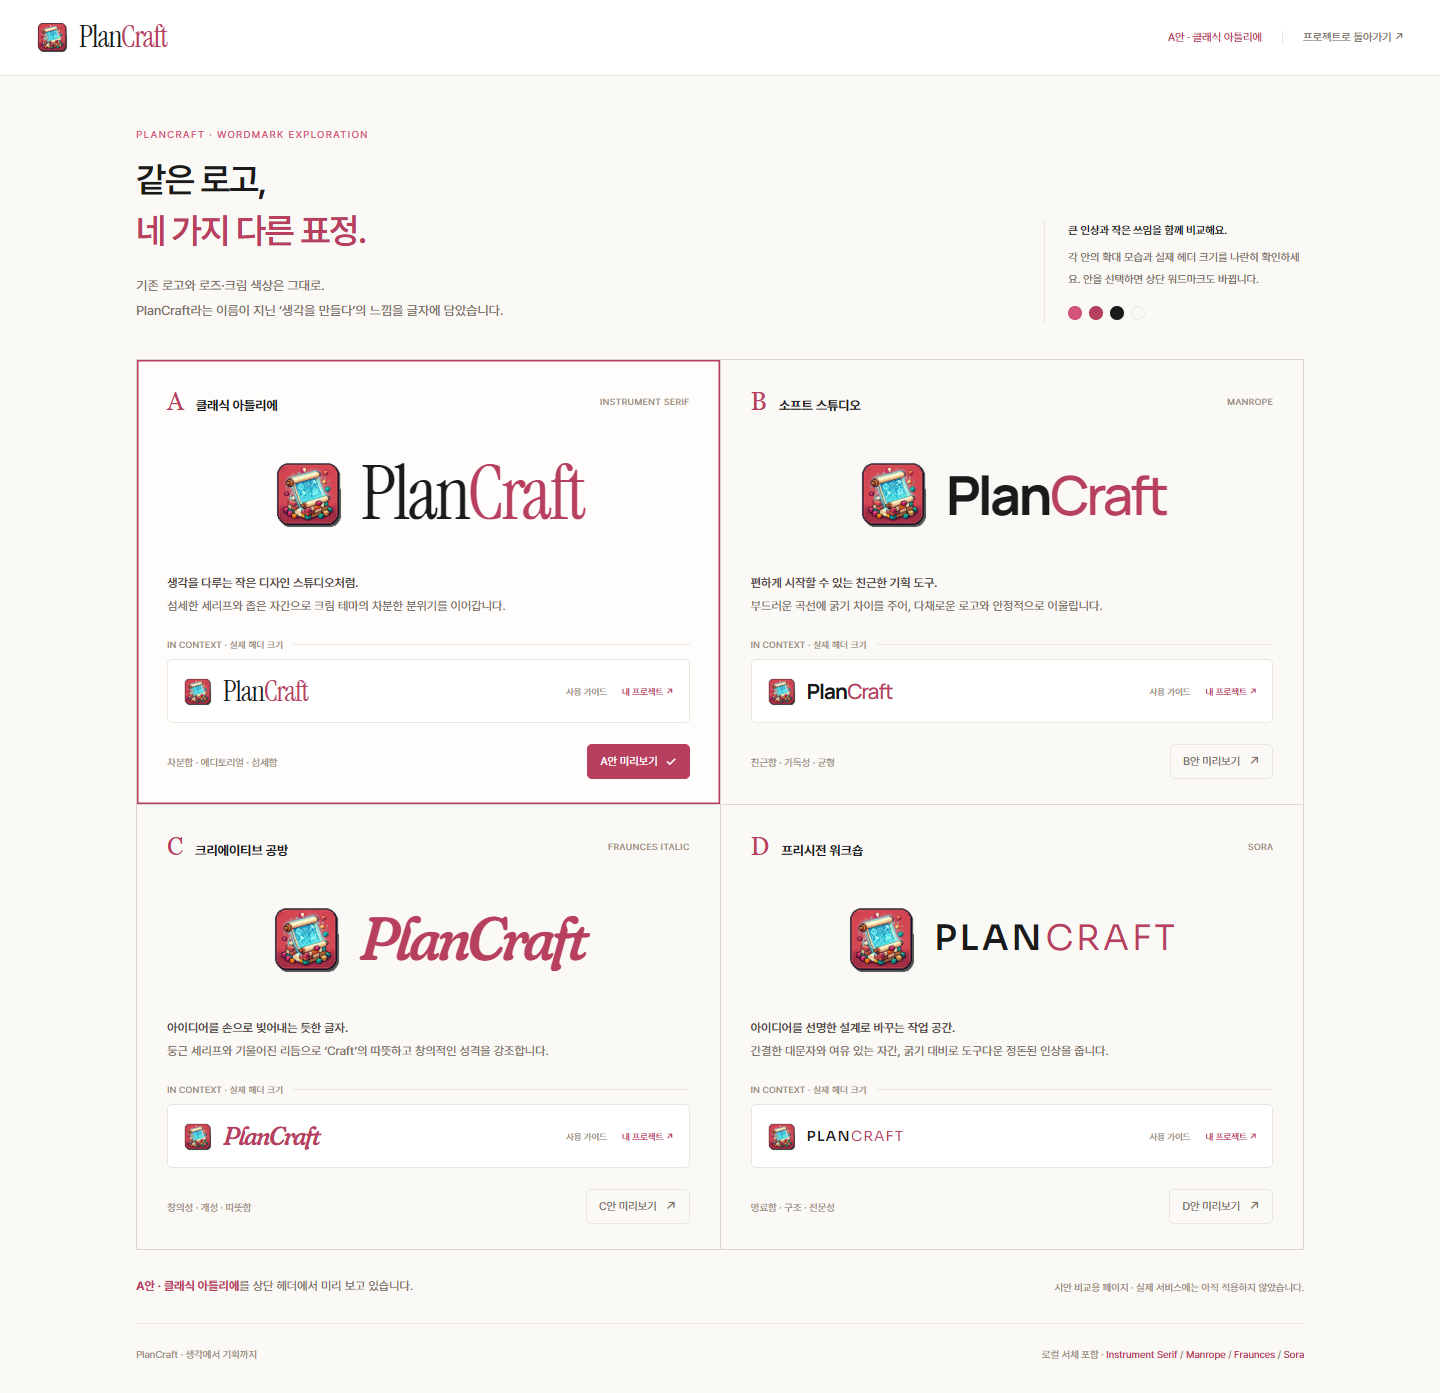 PlanCraft
A안 · 클래식 아틀리에
프로젝트로 돌아가기 ↗
PLANCRAFT · WORDMARK EXPLORATION
같은 로고,
네 가지 다른 표정.
기존 로고와 로즈·크림 색상은 그대로.
PlanCraft라는 이름이 지닌 ‘생각을 만들다’의 느낌을 글자에 담았습니다.
큰 인상과 작은 쓰임을 함께 비교해요.
각 안의 확대 모습과 실제 헤더 크기를 나란히 확인하세
요. 안을 선택하면 상단 워드마크도 바뀝니다.
A 클래식 아틀리에
INSTRUMENT SERIF
PlanCraft
생각을 다루는 작은 디자인 스튜디오처럼.
섬세한 세리프와 좁은 자간으로 크림 테마의 차분한 분위기를 이어갑니다.
IN CONTEXT · 실제 헤더 크기
PlanCraft
사용 가이드
내 프로젝트 ↗
차분함 · 에디토리얼 · 섬세함
A안 미리보기 ✓
B 소프트 스튜디오
MANROPE
PlanCraft
편하게 시작할 수 있는 친근한 기획 도구.
부드러운 곡선에 굵기 차이를 주어, 다채로운 로고와 안정적으로 어울립니다.
IN CONTEXT · 실제 헤더 크기
PlanCraft
사용 가이드
내 프로젝트 ↗
친근함 · 가독성 · 균형
B안 미리보기 ↗
C 크리에이티브 공방
FRAUNCES ITALIC
PlanCraft
아이디어를 손으로 빚어내는 듯한 글자.
둥근 세리프와 기울어진 리듬으로 ‘Craft’의 따뜻하고 창의적인 성격을 강조합니다.
IN CONTEXT · 실제 헤더 크기
PlanCraft
사용 가이드
내 프로젝트 ↗
창의성 · 개성 · 따뜻함
C안 미리보기 ↗
D 프리시전 워크숍
SORA
PLANCRAFT
아이디어를 선명한 설계로 바꾸는 작업 공간.
간결한 대문자와 여유 있는 자간, 굵기 대비로 도구다운 정돈된 인상을 줍니다.
IN CONTEXT · 실제 헤더 크기
PLANCRAFT
사용 가이드
내 프로젝트 ↗
명료함 · 구조 · 전문성
D안 미리보기 ↗
A안 · 클래식 아틀리에를 상단 헤더에서 미리 보고 있습니다.
시안 비교용 페이지 · 실제 서비스에는 아직 적용하지 않았습니다.
PlanCraft · 생각에서 기획까지
로컬 서체 포함 · Instrument Serif / Manrope / Fraunces / Sora